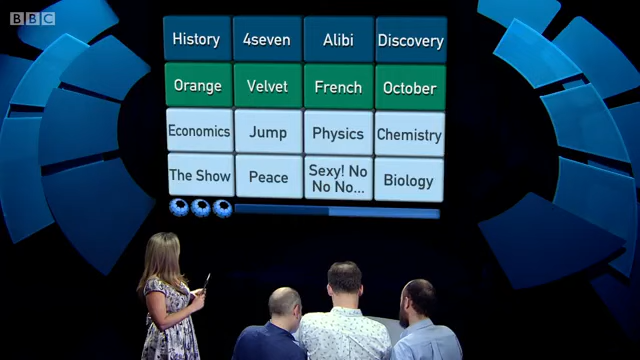 BBC
History 4seven Alibi Discovery
Orange Velvet French October
Economics Jump Physics Chemistry
The Show Peace Sexy! No Biology
No No...